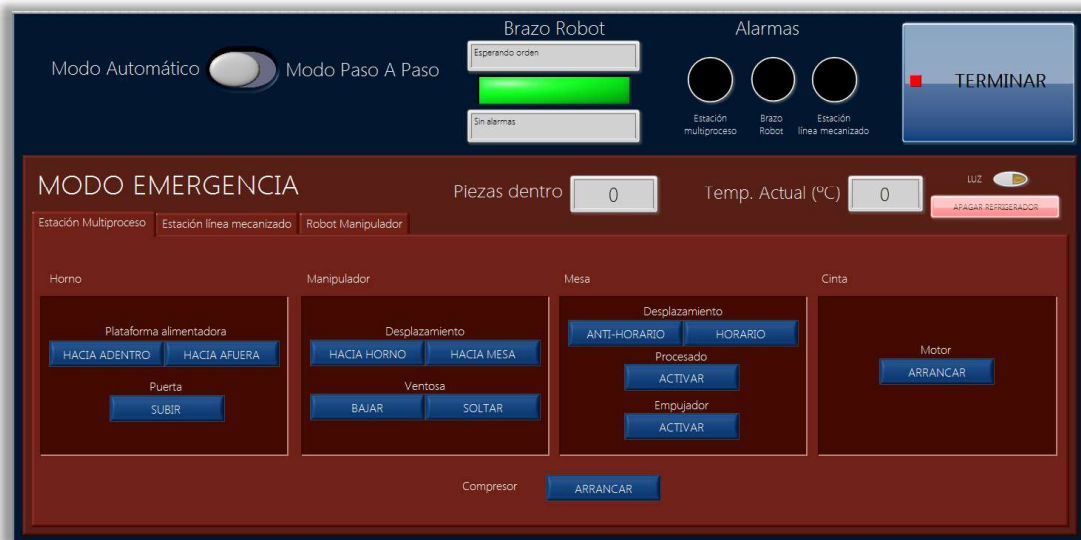 Brazo Robot
Alarmas
Modo Automático
Modo Paso A Paso
Esperando orden
Sin alarmas
Estación multiproceso
Brazo Robot
Estación línea mecanizado
TERMINAR
MODO EMERGENCIA
Piezas dentro
0
Temp. Actual (ºC)
0
LUZ
APAGAR REFRIGERADOR
Estación Multiproceso
Estación línea mecanizado
Robot Manipulador
Horno
Manipulador
Mesa
Cinta
Plataforma alimentadora
HACIA ADENTRO
HACIA AFUERA
Puerta
SUBIR
Desplazamiento
HACIA HORNO
HACIA MESA
Ventosa
BAJAR
SOLTAR
Desplazamiento
ANTI-HORARIO
HORARIO
Procesado
ACTIVAR
Empujador
ACTIVAR
Motor
ARRANCAR
Compresor
ARRANCAR